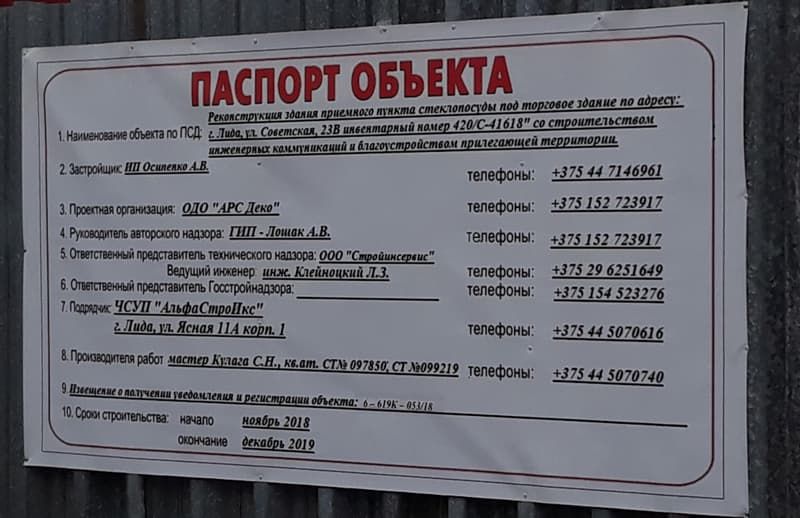 ПАСПОРТ ОБЪЕКТА
Реконструкция здания приемного пункта стеклопосуды под торговое здание по адресу:
1. Наименование объекта по ПСД: г. Лида, ул. Советская, 23В инвентарный номер 420/С-41618" со строительством
инженерных коммуникаций и благоустройством прилегающей территории.
2. Застройщик: ИП Осипенко А.В. телефоны: +375 44 7146961
3. Проектная организация: ОДО "АРС Деко" телефоны: +375 152 723917
4. Руководитель авторского надзора: ГИП - Лошак А.В. телефоны: +375 152 723917
5. Ответственный представитель технического надзора: ООО "Стройинсервис"
Ведущий инженер: инж. Клейноцкий Л.З. телефоны: +375 29 6251649
6. Ответственный представитель Госстройнадзора: телефоны: +375 154 523276
7. Подрядчик: ЧСУП "АльфаСтроИкс"
г. Лида, ул. Ясная 11А корп. 1 телефоны: +375 44 5070616
8. Производителя работ мастер Кулага С.Н., кв.ат. СТ№ 097850, СТ №099219 телефоны: +375 44 5070740
9. Извещение о получении уведомления и регистрации объекта: 6 – 619К – 053/18
10. Сроки строительства: начало ноябрь 2018
окончание декабрь 2019